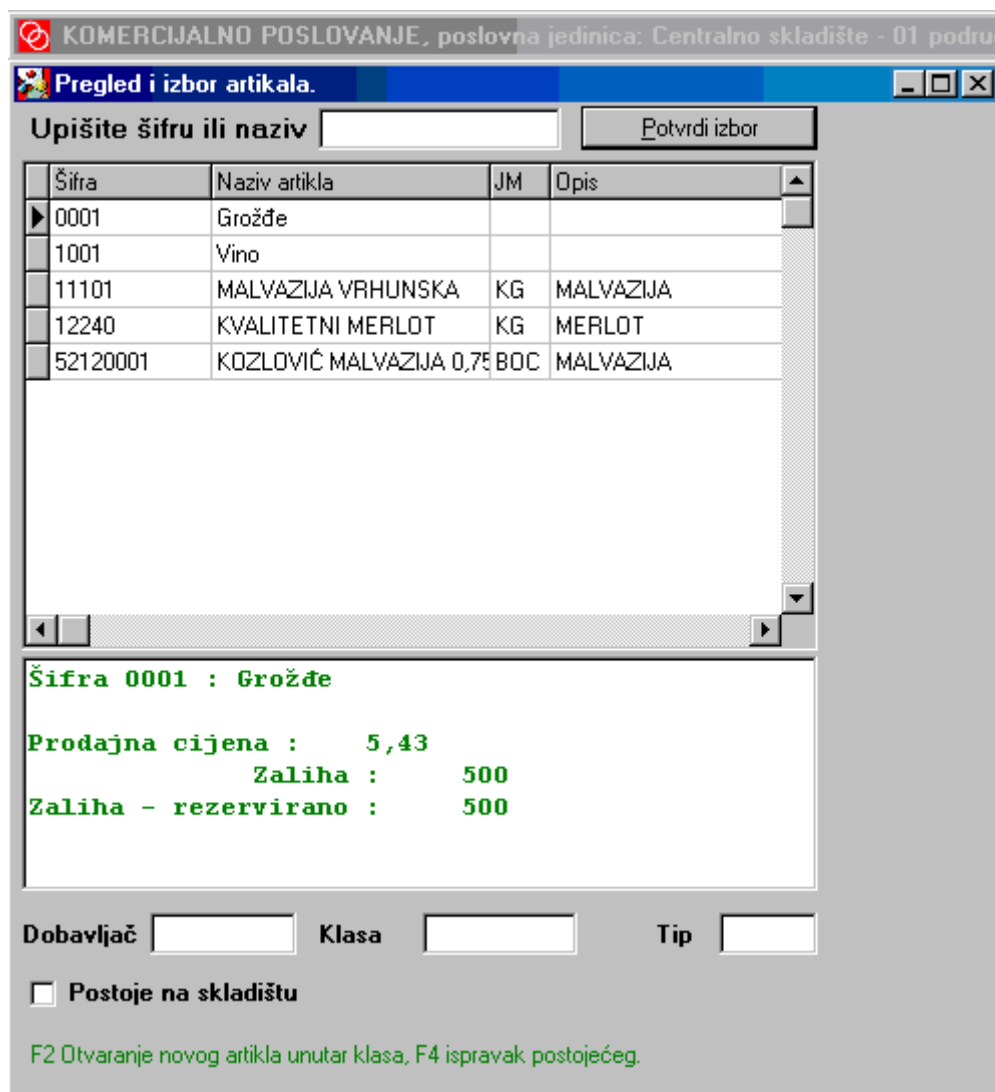 KOMERCIJALNO POSLOVANJE, poslovna jedinica: Centralno skladište - 01 podru
Pregled i izbor artikala.
Upišite šifru ili naziv Potvrdi izbor
Šifra Naziv artikla JM Opis
0001 Grožđe
1001 Vino
11101 MALVAZIJA VRHUNSKA KG MALVAZIJA
12240 KVALITETNI MERLOT KG MERLOT
52120001 KOZLOVIĆ MALVAZIJA 0,75 BOC MALVAZIJA
Šifra 0001 : Grožđe
Prodajna cijena : 5,43
Zaliha : 500
Zaliha - rezervirano : 500
Dobavljač Klasa Tip
Postoje na skladištu
F2 Otvaranje novog artikla unutar klasa, F4 ispravak postojećeg.